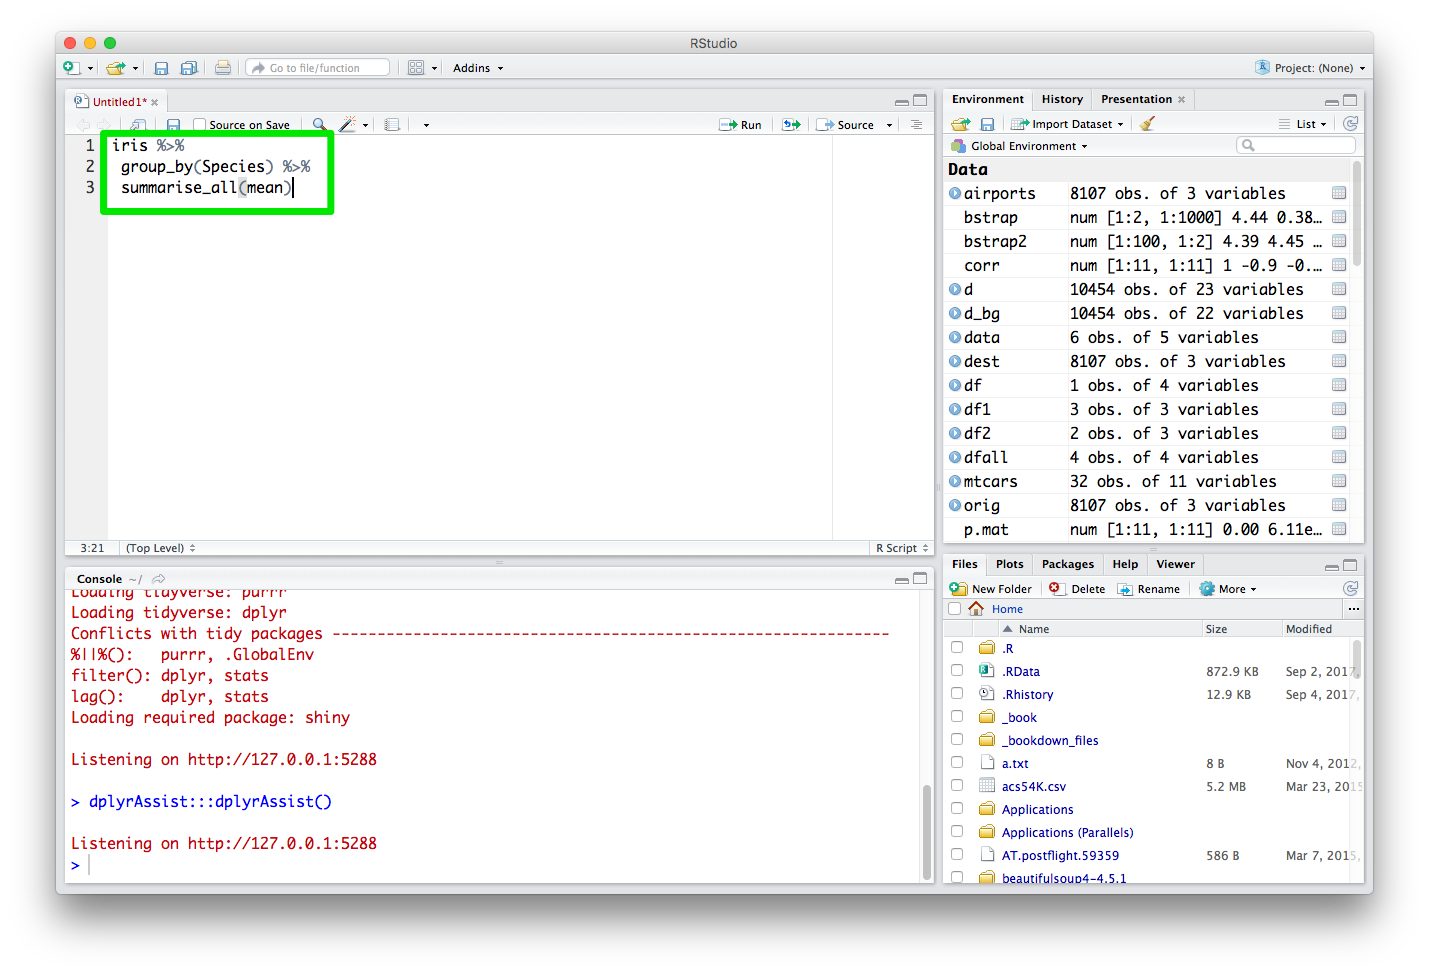 RStudio
Go to file/function
Addins
Project: (None)
Untitled1*
Source on Save
Run
Source
1 iris %>%
2 group_by(Species) %>%
3 summarise_all(mean)
3:21 (Top Level)
R Script
Console ~/
Loading tidyverse: purrr
Loading tidyverse: dplyr
Conflicts with tidy packages --------------------------------------------------------------
%||%(): purrr, .GlobalEnv
filter(): dplyr, stats
lag(): dplyr, stats
Loading required package: shiny
Listening on http://127.0.0.1:5288
> dplyrAssist:::dplyrAssist()
Listening on http://127.0.0.1:5288
>
Environment History Presentation
Import Dataset
List
Global Environment
Data
airports 8107 obs. of 3 variables
bstrap num [1:2, 1:1000] 4.44 0.38…
bstrap2 num [1:100, 1:2] 4.39 4.45 …
corr num [1:11, 1:11] 1 -0.9 -0.…
d 10454 obs. of 23 variables
d_bg 10454 obs. of 22 variables
data 6 obs. of 5 variables
dest 8107 obs. of 3 variables
df 1 obs. of 4 variables
df1 3 obs. of 3 variables
df2 2 obs. of 3 variables
dfall 4 obs. of 4 variables
mtcars 32 obs. of 11 variables
orig 8107 obs. of 3 variables
p.mat num [1:11, 1:11] 0.00 6.11e…
Files Plots Packages Help Viewer
New Folder Delete Rename More
Home ...
Name Size Modified
.R
.RData 872.9 KB Sep 2, 2017,
.Rhistory 12.9 KB Sep 4, 2017,
_book
_bookdown_files
a.txt 8 B Nov 4, 2012,
acs54K.csv 5.2 MB Mar 23, 2015
Applications
Applications (Parallels)
AT.postflight.59359 586 B Mar 7, 2015,
beautifulsoup4-4.5.1